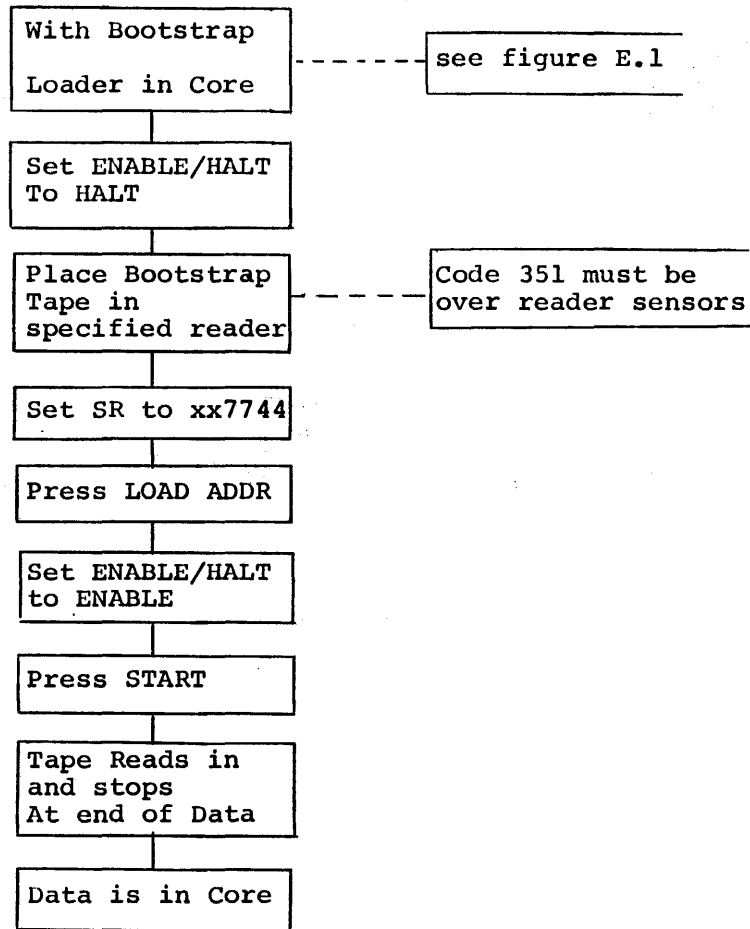 With Bootstrap
Loader in Core
see figure E.1
Set ENABLE/HALT
To HALT
Place Bootstrap
Tape in
specified reader
Code 351 must be
over reader sensors
Set SR to xx7744
Press LOAD ADDR
Set ENABLE/HALT
to ENABLE
Press START
Tape Reads in
and stops
At end of Data
Data is in Core